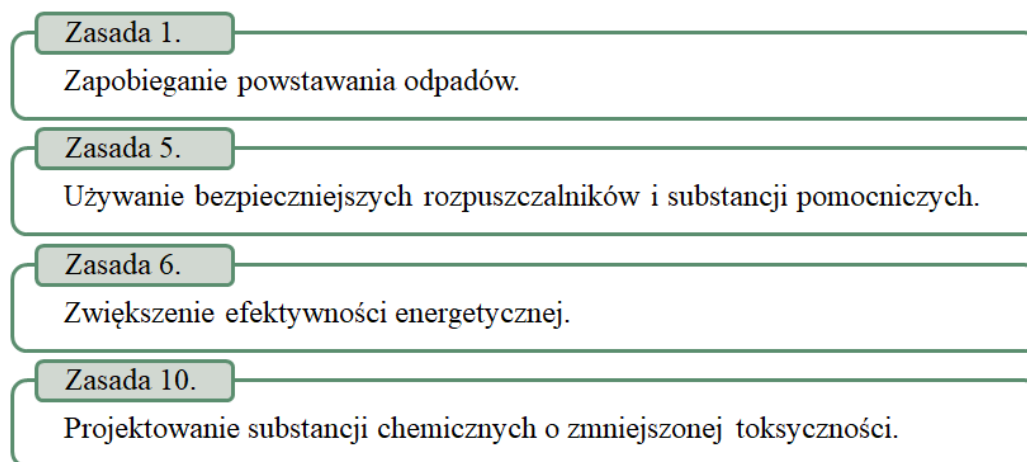 Zasada 1.
Zapobieganie powstawania odpadów.
Zasada 5.
Używanie bezpieczniejszych rozpuszczalników i substancji pomocniczych.
Zasada 6.
Zwiększenie efektywności energetycznej.
Zasada 10.
Projektowanie substancji chemicznych o zmniejszonej toksyczności.